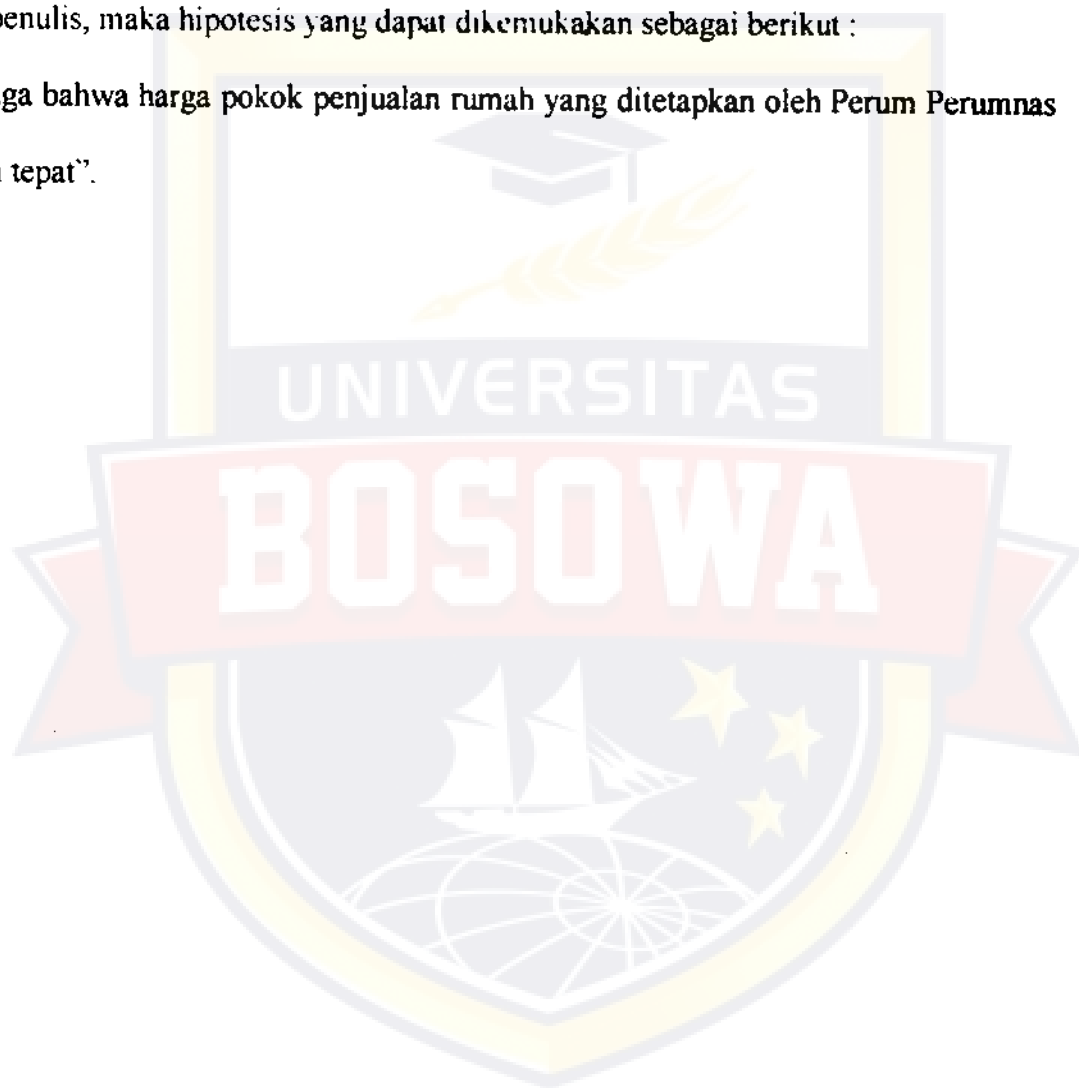 penulis, maka hipotesis yang dapat dikemukakan sebagai berikut :
ga bahwa harga pokok penjualan rumah yang ditetapkan oleh Perum Perumnas
tepat”.
UNIVERSITAS
BOSOWA